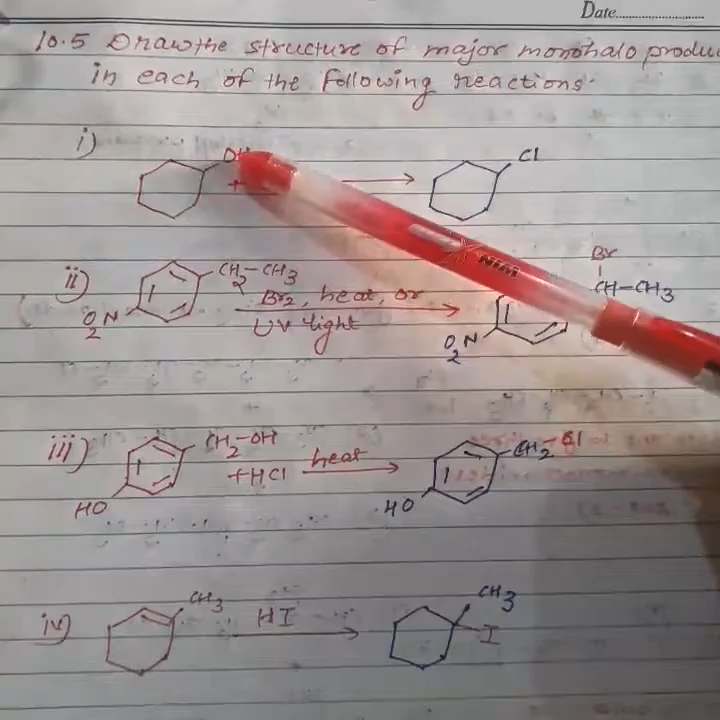 Date
10.5 Draw the structure of major monohalo produc
in each of the following reactions.
i)
+
Cl
ii)
CH2-CH3
O2N
Br2, heat, or
UV light
Br
CH-CH3
O2N
iii)
CH2-OH
+HCl
heat
HO
CH2-Cl
HO
iv)
CH3
HI
CH3
I